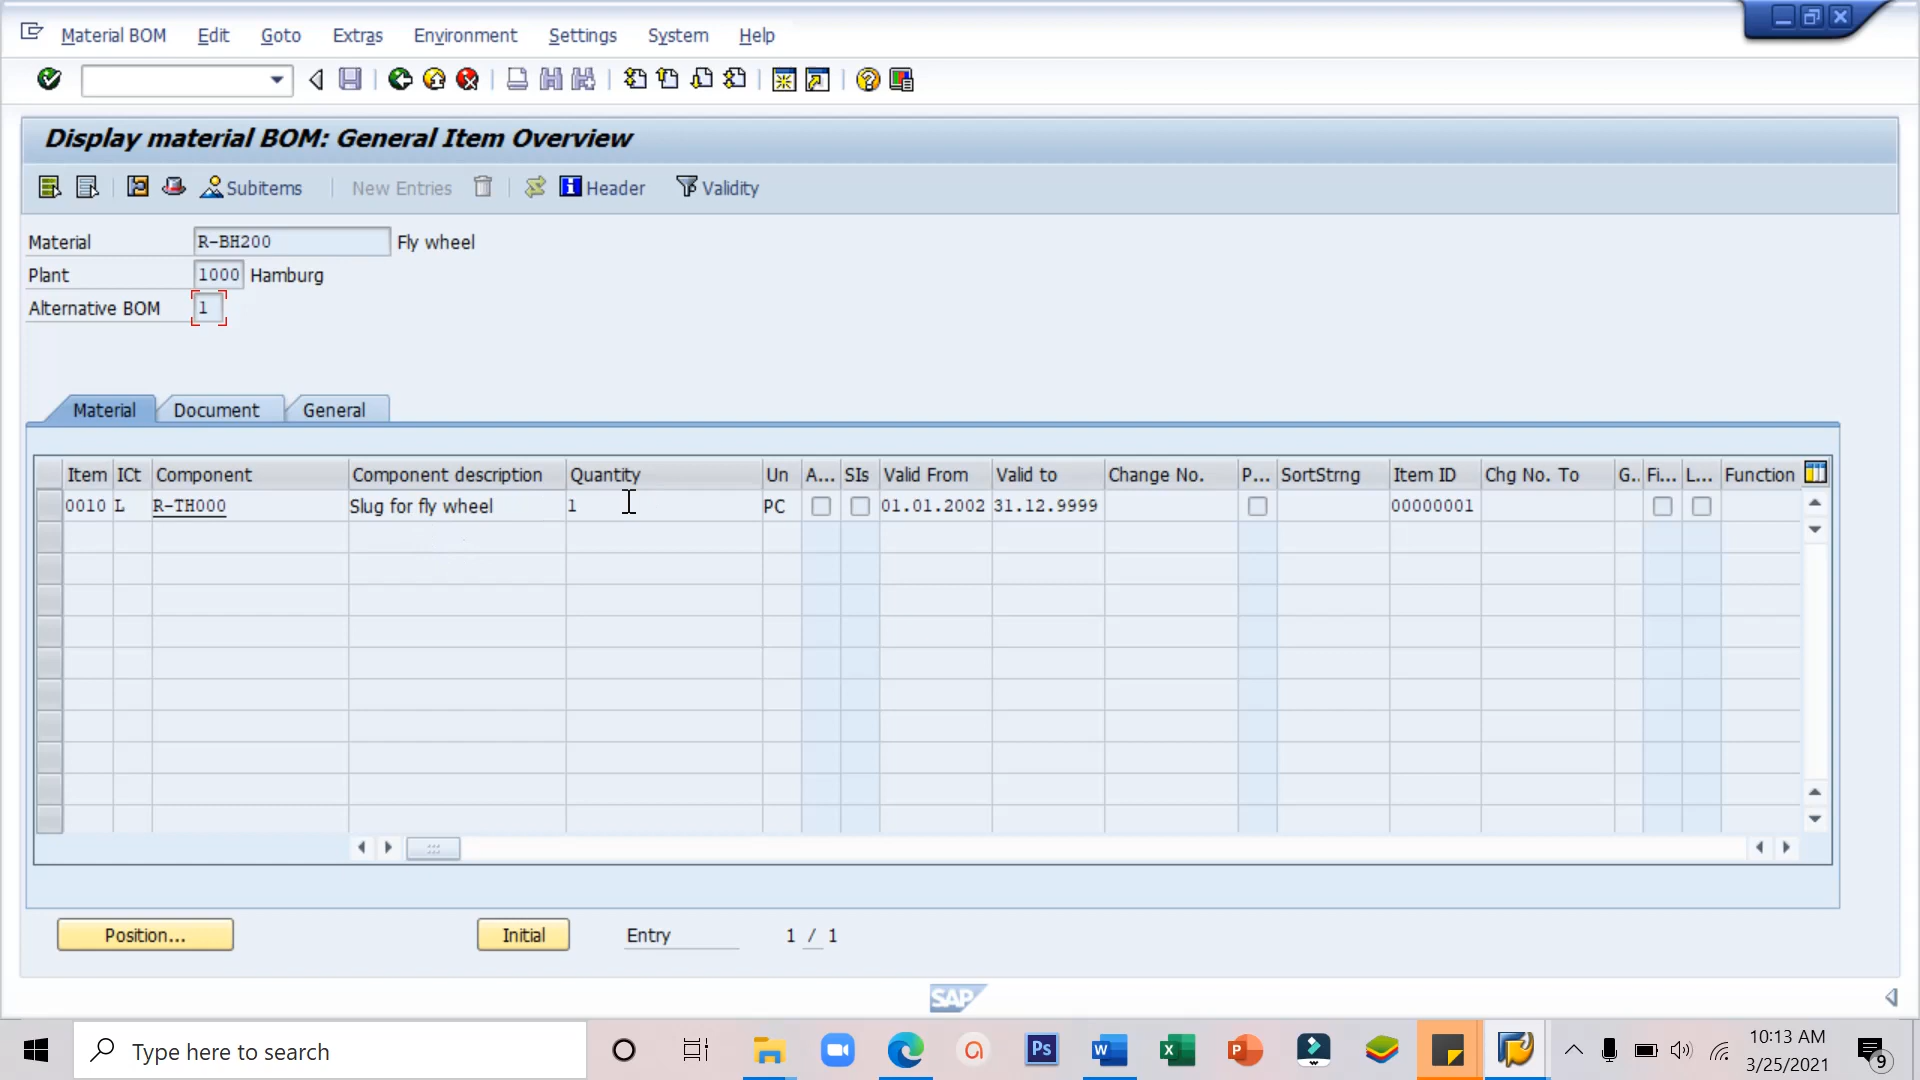 Material BOM Edit Goto Extras Environment Settings System Help
Display material BOM: General Item Overview
Subitems New Entries Header Validity
Material R-BH200 Fly wheel
Plant 1000 Hamburg
Alternative BOM 1
Material Document General
Item ICt Component Component description Quantity Un A... SIs Valid From Valid to Change No. P... SortStrng Item ID Chg No. To G.. Fi... L... Function
0010 L R-TH000 Slug for fly wheel 1 PC 01.01.2002 31.12.9999 00000001
Position... Initial Entry 1 / 1
SAP
Type here to search
Ps W X P
10:13 AM
3/25/2021
9